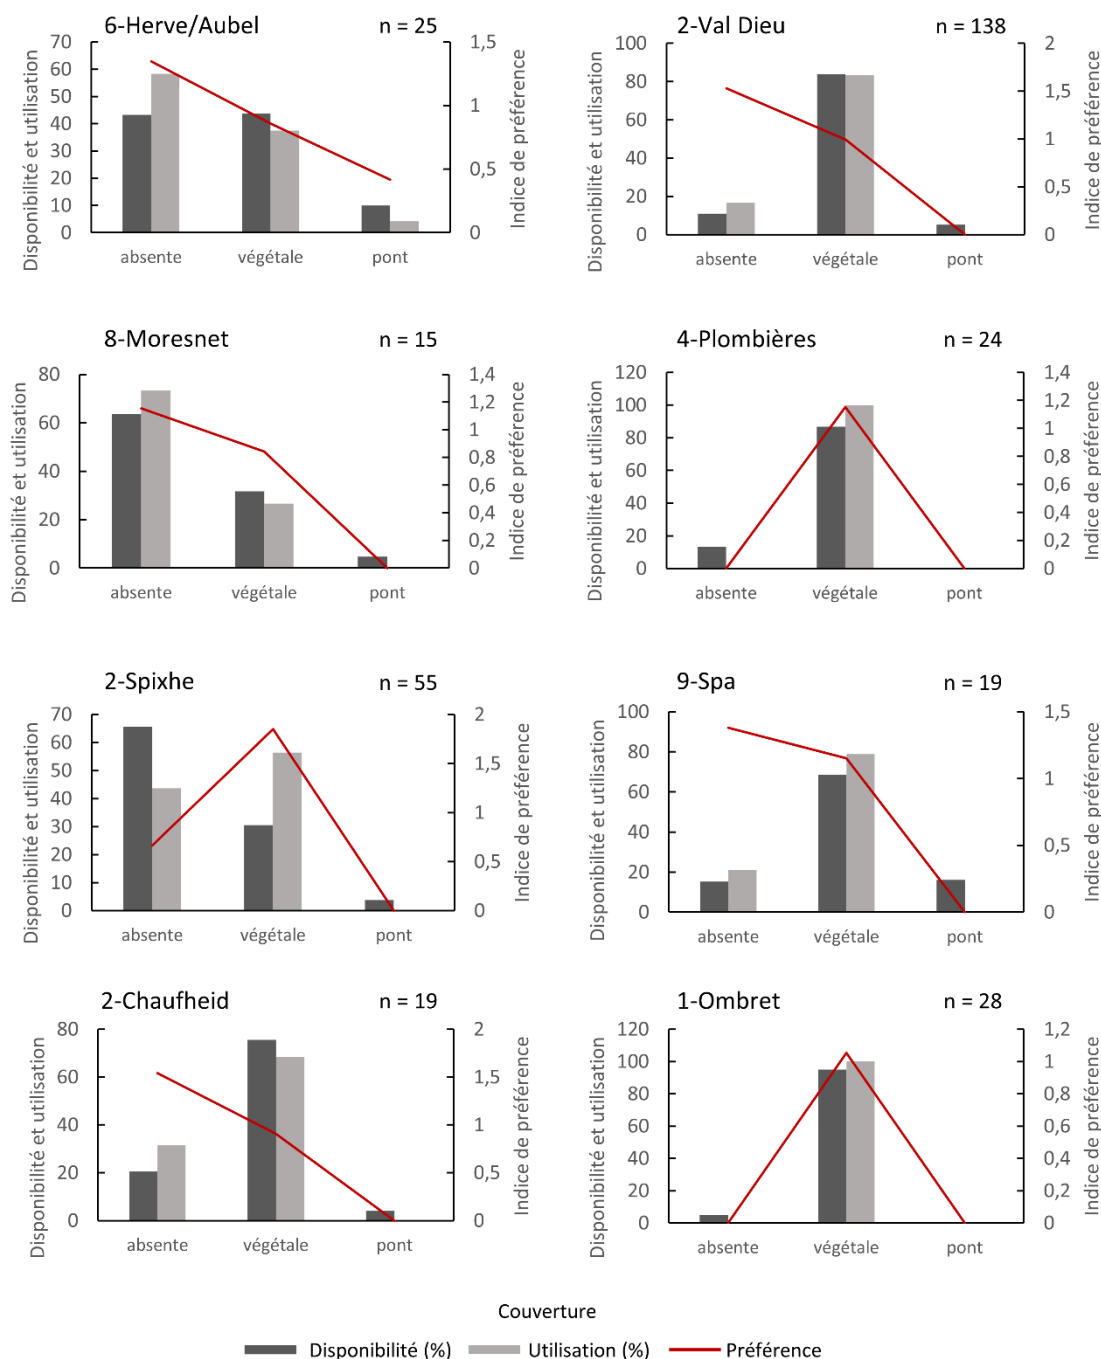 6-Herve/Aubel
n = 25
Disponibilité et utilisation
70
60
50
40
30
20
10
0
1,5
1
0,5
0
Indice de préférence
absente
végétale
pont
2-Val Dieu
n = 138
Disponibilité et utilisation
100
80
60
40
20
0
2
1,5
1
0,5
0
Indice de préférence
absente
végétale
pont
8-Moresnet
n = 15
Disponibilité et utilisation
80
60
40
20
0
1,4
1,2
1
0,8
0,6
0,4
0,2
0
Indice de préférence
absente
végétale
pont
4-Plombières
n = 24
Disponibilité et utilisation
120
100
80
60
40
20
0
1,4
1,2
1
0,8
0,6
0,4
0,2
0
Indice de préférence
absente
végétale
pont
2-Spixhe
n = 55
Disponibilité et utilisation
70
60
50
40
30
20
10
0
2
1,5
1
0,5
0
Indice de préférence
absente
végétale
pont
9-Spa
n = 19
Disponibilité et utilisation
100
80
60
40
20
0
1,5
1
0,5
0
Indice de préférence
absente
végétale
pont
2-Chaufheid
n = 19
Disponibilité et utilisation
80
60
40
20
0
2
1,5
1
0,5
0
Indice de préférence
absente
végétale
pont
1-Ombret
n = 28
Disponibilité et utilisation
120
100
80
60
40
20
0
1,2
1
0,8
0,6
0,4
0,2
0
Indice de préférence
absente
végétale
pont
Couverture
Disponibilité (%)
Utilisation (%)
Préférence